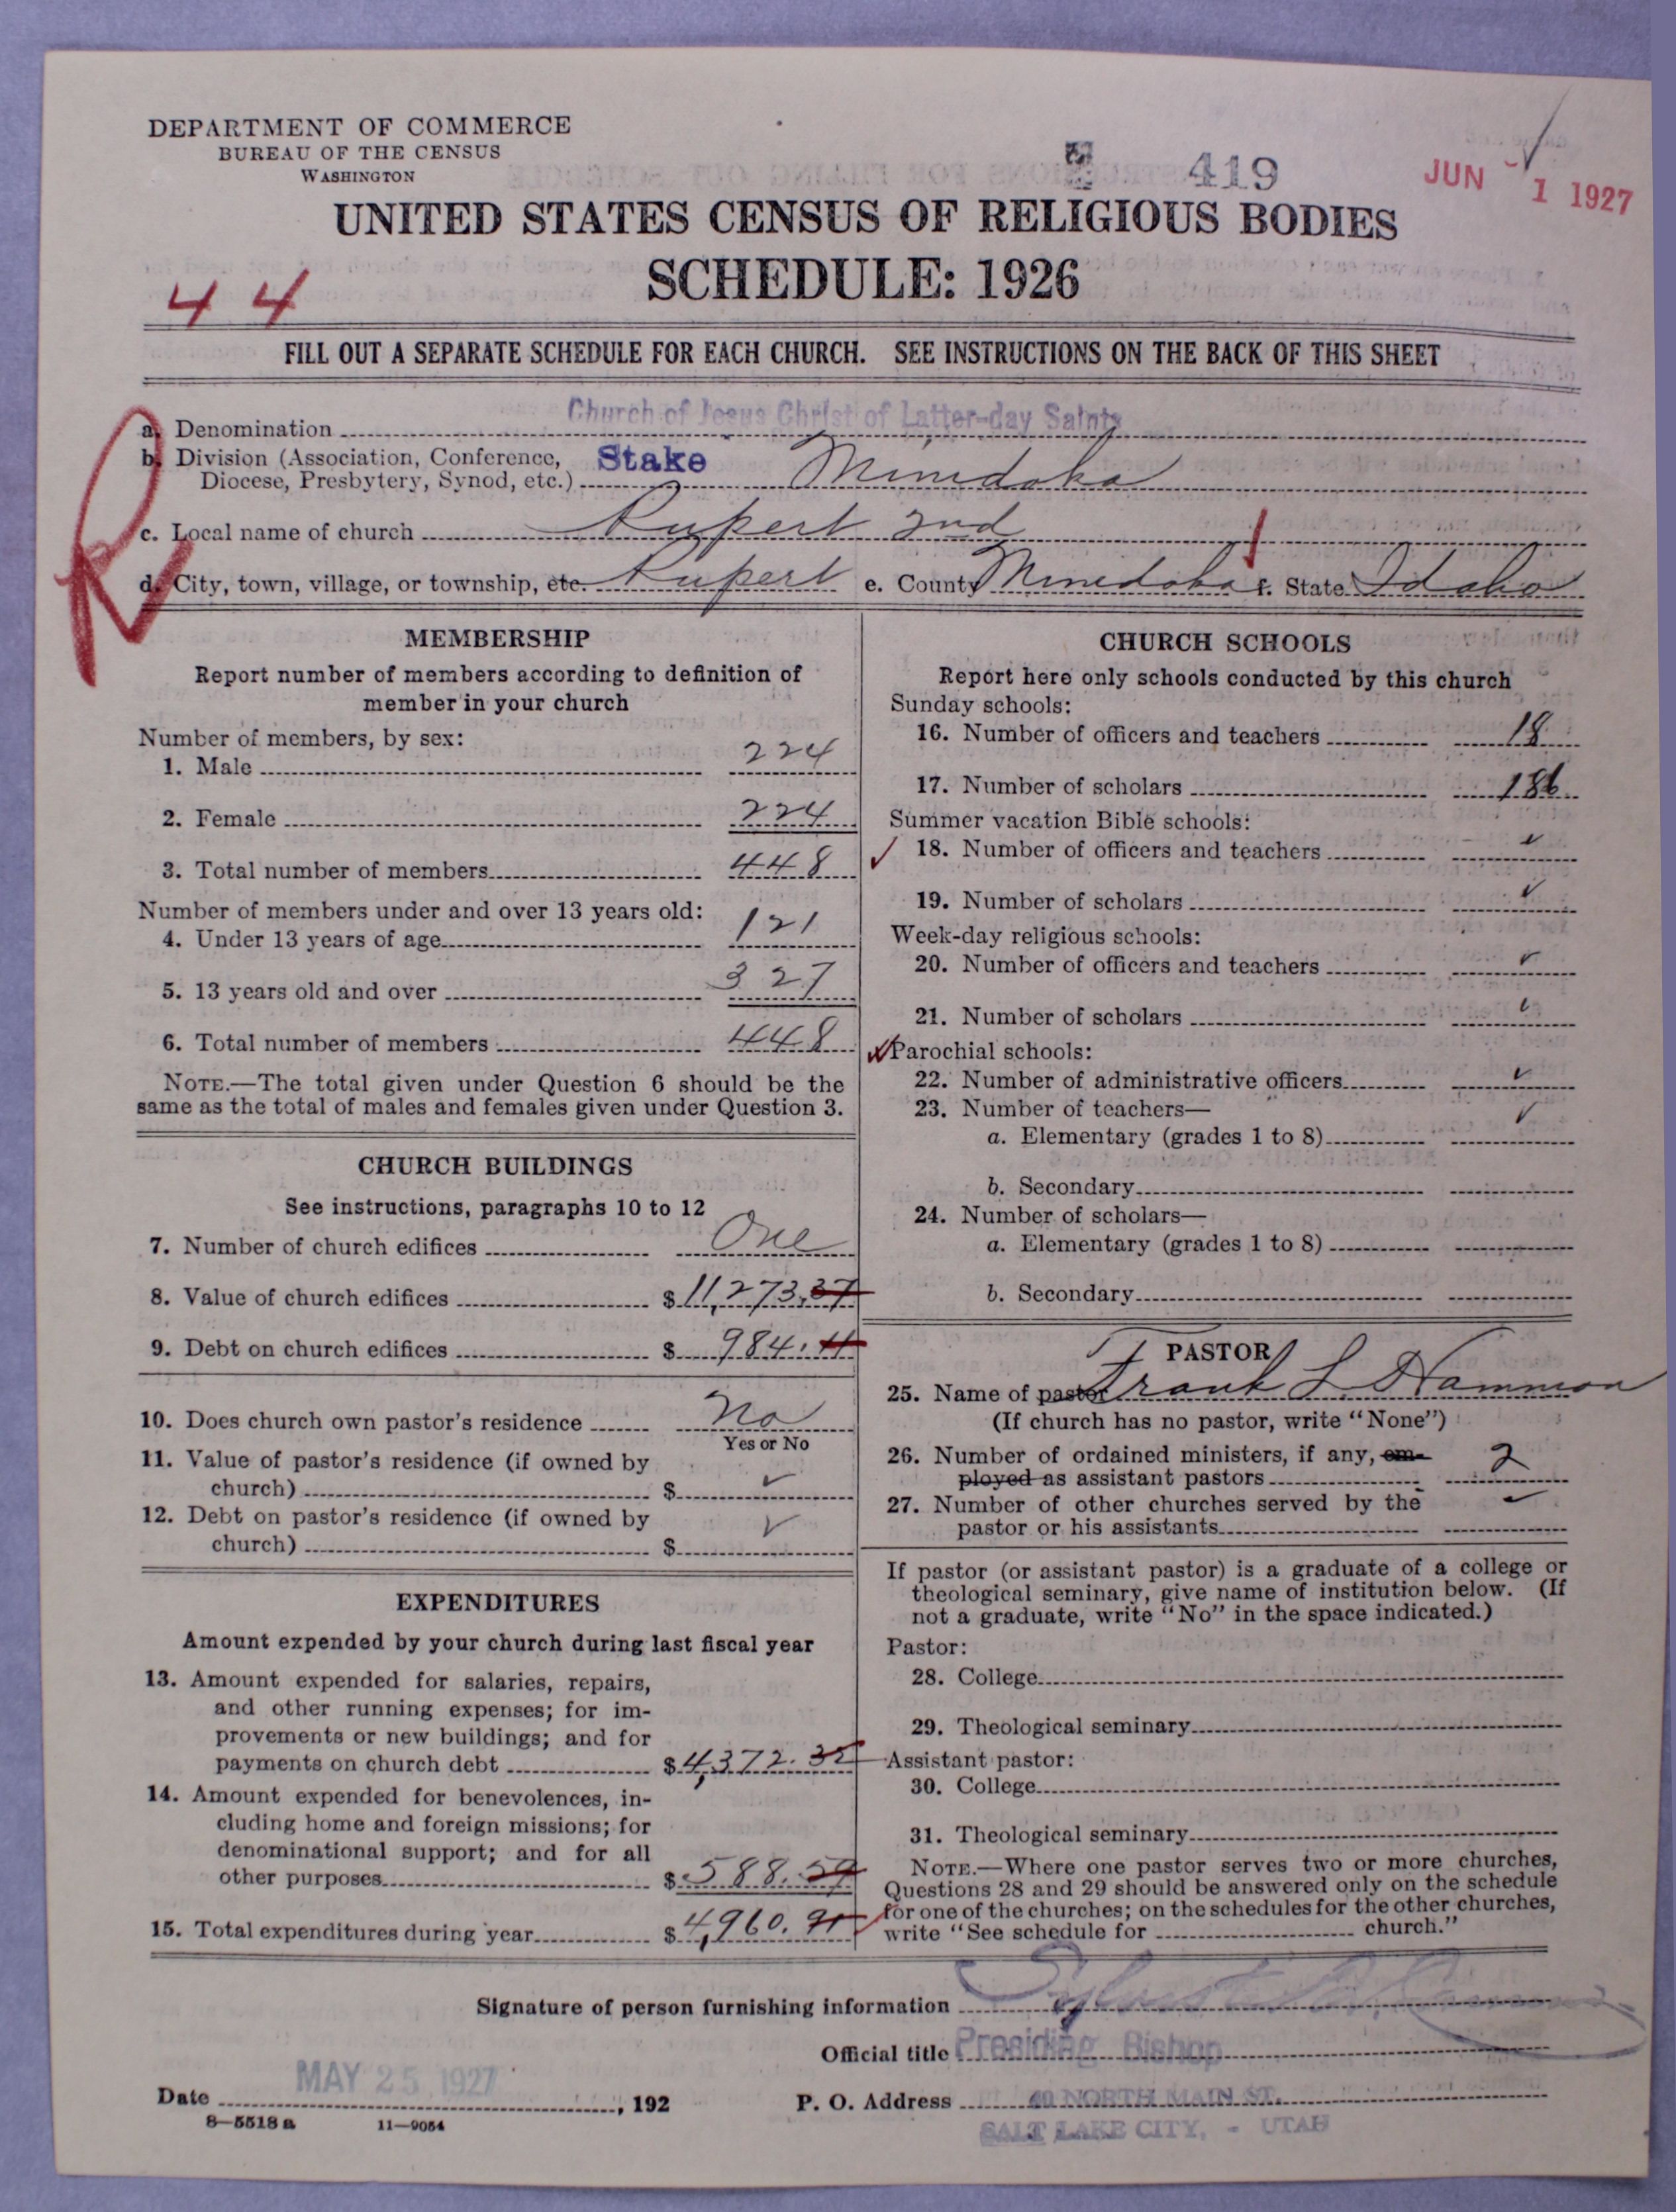 DEPARTMENT OF COMMERCE
BUREAU OF THE CENSUS
WASHINGTON
419
JUN 1 1927
UNITED STATES CENSUS OF RELIGIOUS BODIES
SCHEDULE: 1926
44
FILL OUT A SEPARATE SCHEDULE FOR EACH CHURCH. SEE INSTRUCTIONS ON THE BACK OF THIS SHEET
R
a. Denomination Church of Jesus Christ of Latter-day Saints
b. Division (Association, Conference, Diocese, Presbytery, Synod, etc.) Stake Minidoka
c. Local name of church Rupert 2nd
d. City, town, village, or township, etc. Rupert e. County Minidoka f. State Idaho
MEMBERSHIP
Report number of members according to definition of
member in your church
Number of members, by sex:
1. Male 224
2. Female 224
3. Total number of members 448
Number of members under and over 13 years old:
4. Under 13 years of age 121
5. 13 years old and over 327
6. Total number of members 448
NOTE.—The total given under Question 6 should be the
same as the total of males and females given under Question 3.
CHURCH BUILDINGS
See instructions, paragraphs 10 to 12
7. Number of church edifices One
8. Value of church edifices $11,273.37
9. Debt on church edifices $984.11
10. Does church own pastor's residence No
Yes or No
11. Value of pastor's residence (if owned by
church) $ ✓
12. Debt on pastor's residence (if owned by
church) $ ✓
EXPENDITURES
Amount expended by your church during last fiscal year
13. Amount expended for salaries, repairs,
and other running expenses; for im-
provements or new buildings; and for
payments on church debt $4,372.32
14. Amount expended for benevolences, in-
cluding home and foreign missions; for
denominational support; and for all
other purposes $588.59
15. Total expenditures during year $4,960.91
CHURCH SCHOOLS
Report here only schools conducted by this church
Sunday schools:
16. Number of officers and teachers 18
17. Number of scholars 186
Summer vacation Bible schools:
✓ 18. Number of officers and teachers ✓
19. Number of scholars ✓
Week-day religious schools:
20. Number of officers and teachers ✓
21. Number of scholars ✓
Parochial schools:
22. Number of administrative officers ✓
23. Number of teachers— ✓
a. Elementary (grades 1 to 8)
b. Secondary
24. Number of scholars—
a. Elementary (grades 1 to 8)
b. Secondary
PASTOR
25. Name of pastor Frank L Hammon
(If church has no pastor, write "None")
26. Number of ordained ministers, if any, em-
ployed as assistant pastors 2
27. Number of other churches served by the
pastor or his assistants ✓
If pastor (or assistant pastor) is a graduate of a college or
theological seminary, give name of institution below. (If
not a graduate, write "No" in the space indicated.)
Pastor:
28. College
29. Theological seminary
Assistant pastor:
30. College
31. Theological seminary
NOTE.—Where one pastor serves two or more churches,
Questions 28 and 29 should be answered only on the schedule
for one of the churches; on the schedules for the other churches,
write "See schedule for church."
Signature of person furnishing information
Official title Presiding Bishop
Date MAY 25 1927, 192
P. O. Address 40 NORTH MAIN ST.
SALT LAKE CITY, - UTAH
8—5518 a 11—9054